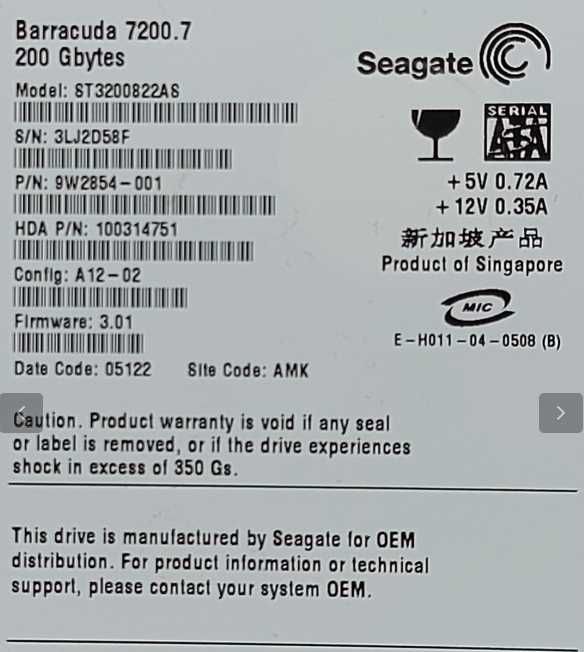 Barracuda 7200.7
200 Gbytes
Model: ST3200822AS
S/N: 3LJ2D58F
P/N: 9W2854-001
HDA P/N: 100314751
Config: A12-02
Firmware: 3.01
Date Code: 05122 Site Code: AMK
Seagate
SERIAL
ATA
+5V 0.72A
+12V 0.35A
新加坡产品
Product of Singapore
MIC
E-H011-04-0508 (B)
Caution. Product warranty is void if any seal
or label is removed, or if the drive experiences
shock in excess of 350 Gs.
This drive is manufactured by Seagate for OEM
distribution. For product information or technical
support, please contact your system OEM.